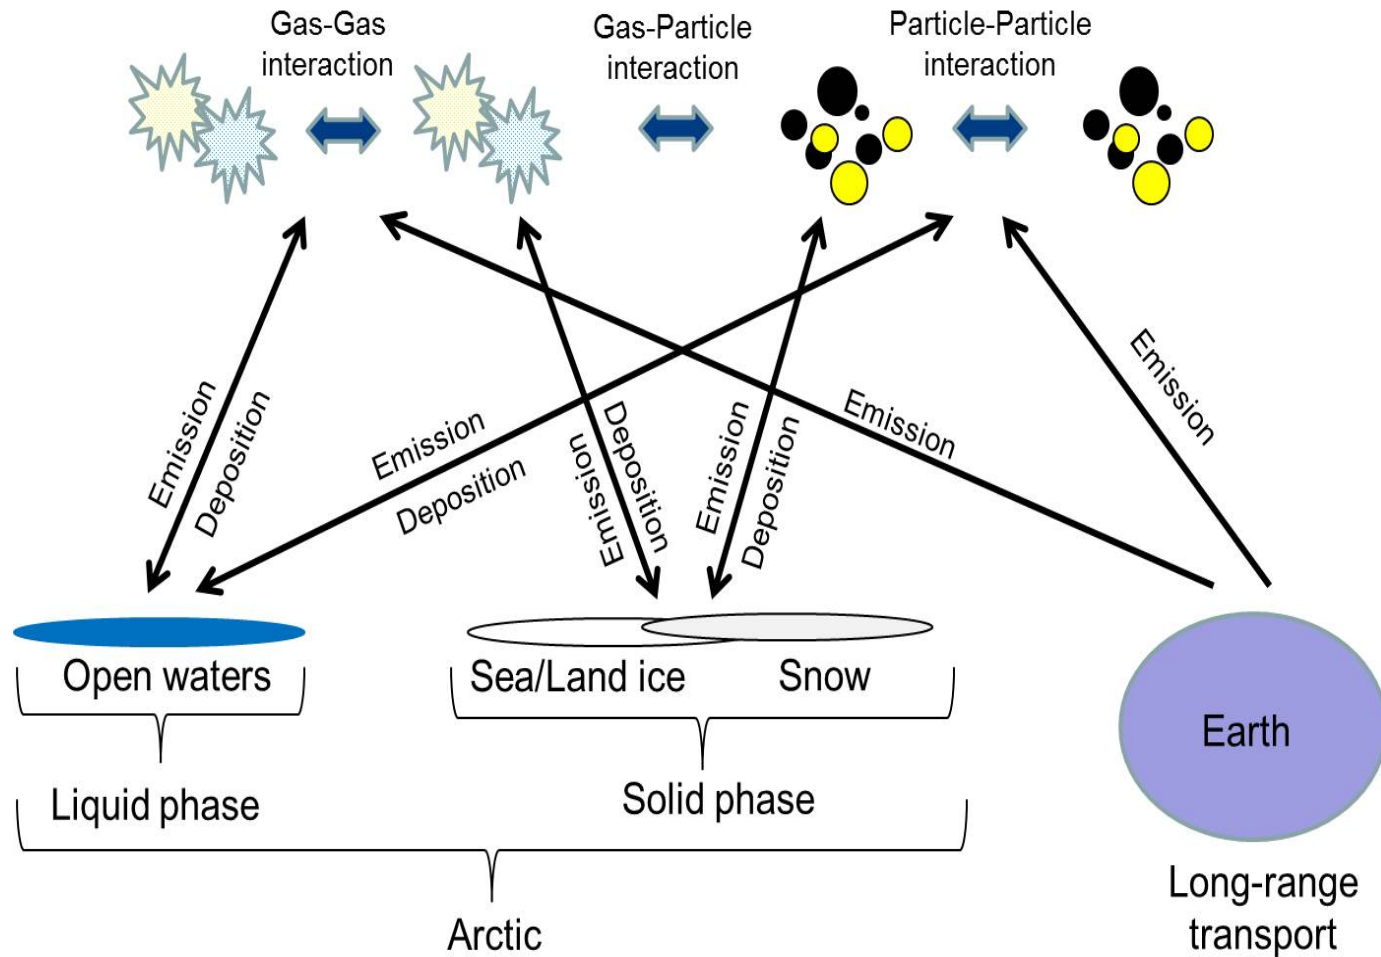 Gas-Gas
interaction
Gas-Particle
interaction
Particle-Particle
interaction
Emission
Deposition
Emission
Deposition
Deposition
Emission
Emission
Deposition
Emission
Emission
Open waters
Sea/Land ice
Snow
Earth
Liquid phase
Solid phase
Arctic
Long-range
transport